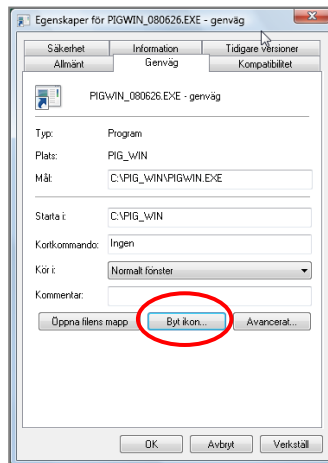 Egenskaper för PIGWIN_080626.EXE - genväg
Säkerhet Information Tidigare versioner
Allmänt Genväg Kompatibilitet
PIGWIN_080626.EXE - genväg
Typ: Program
Plats: PIG_WIN
Mål: C:\PIG_WIN\PIGWIN.EXE
Starta i: C:\PIG_WIN
Kortkommando: Ingen
Kör i: Normalt fönster
Kommentar:
Öppna filens mapp Byt ikon... Avancerat...
OK Avbryt Verkställ